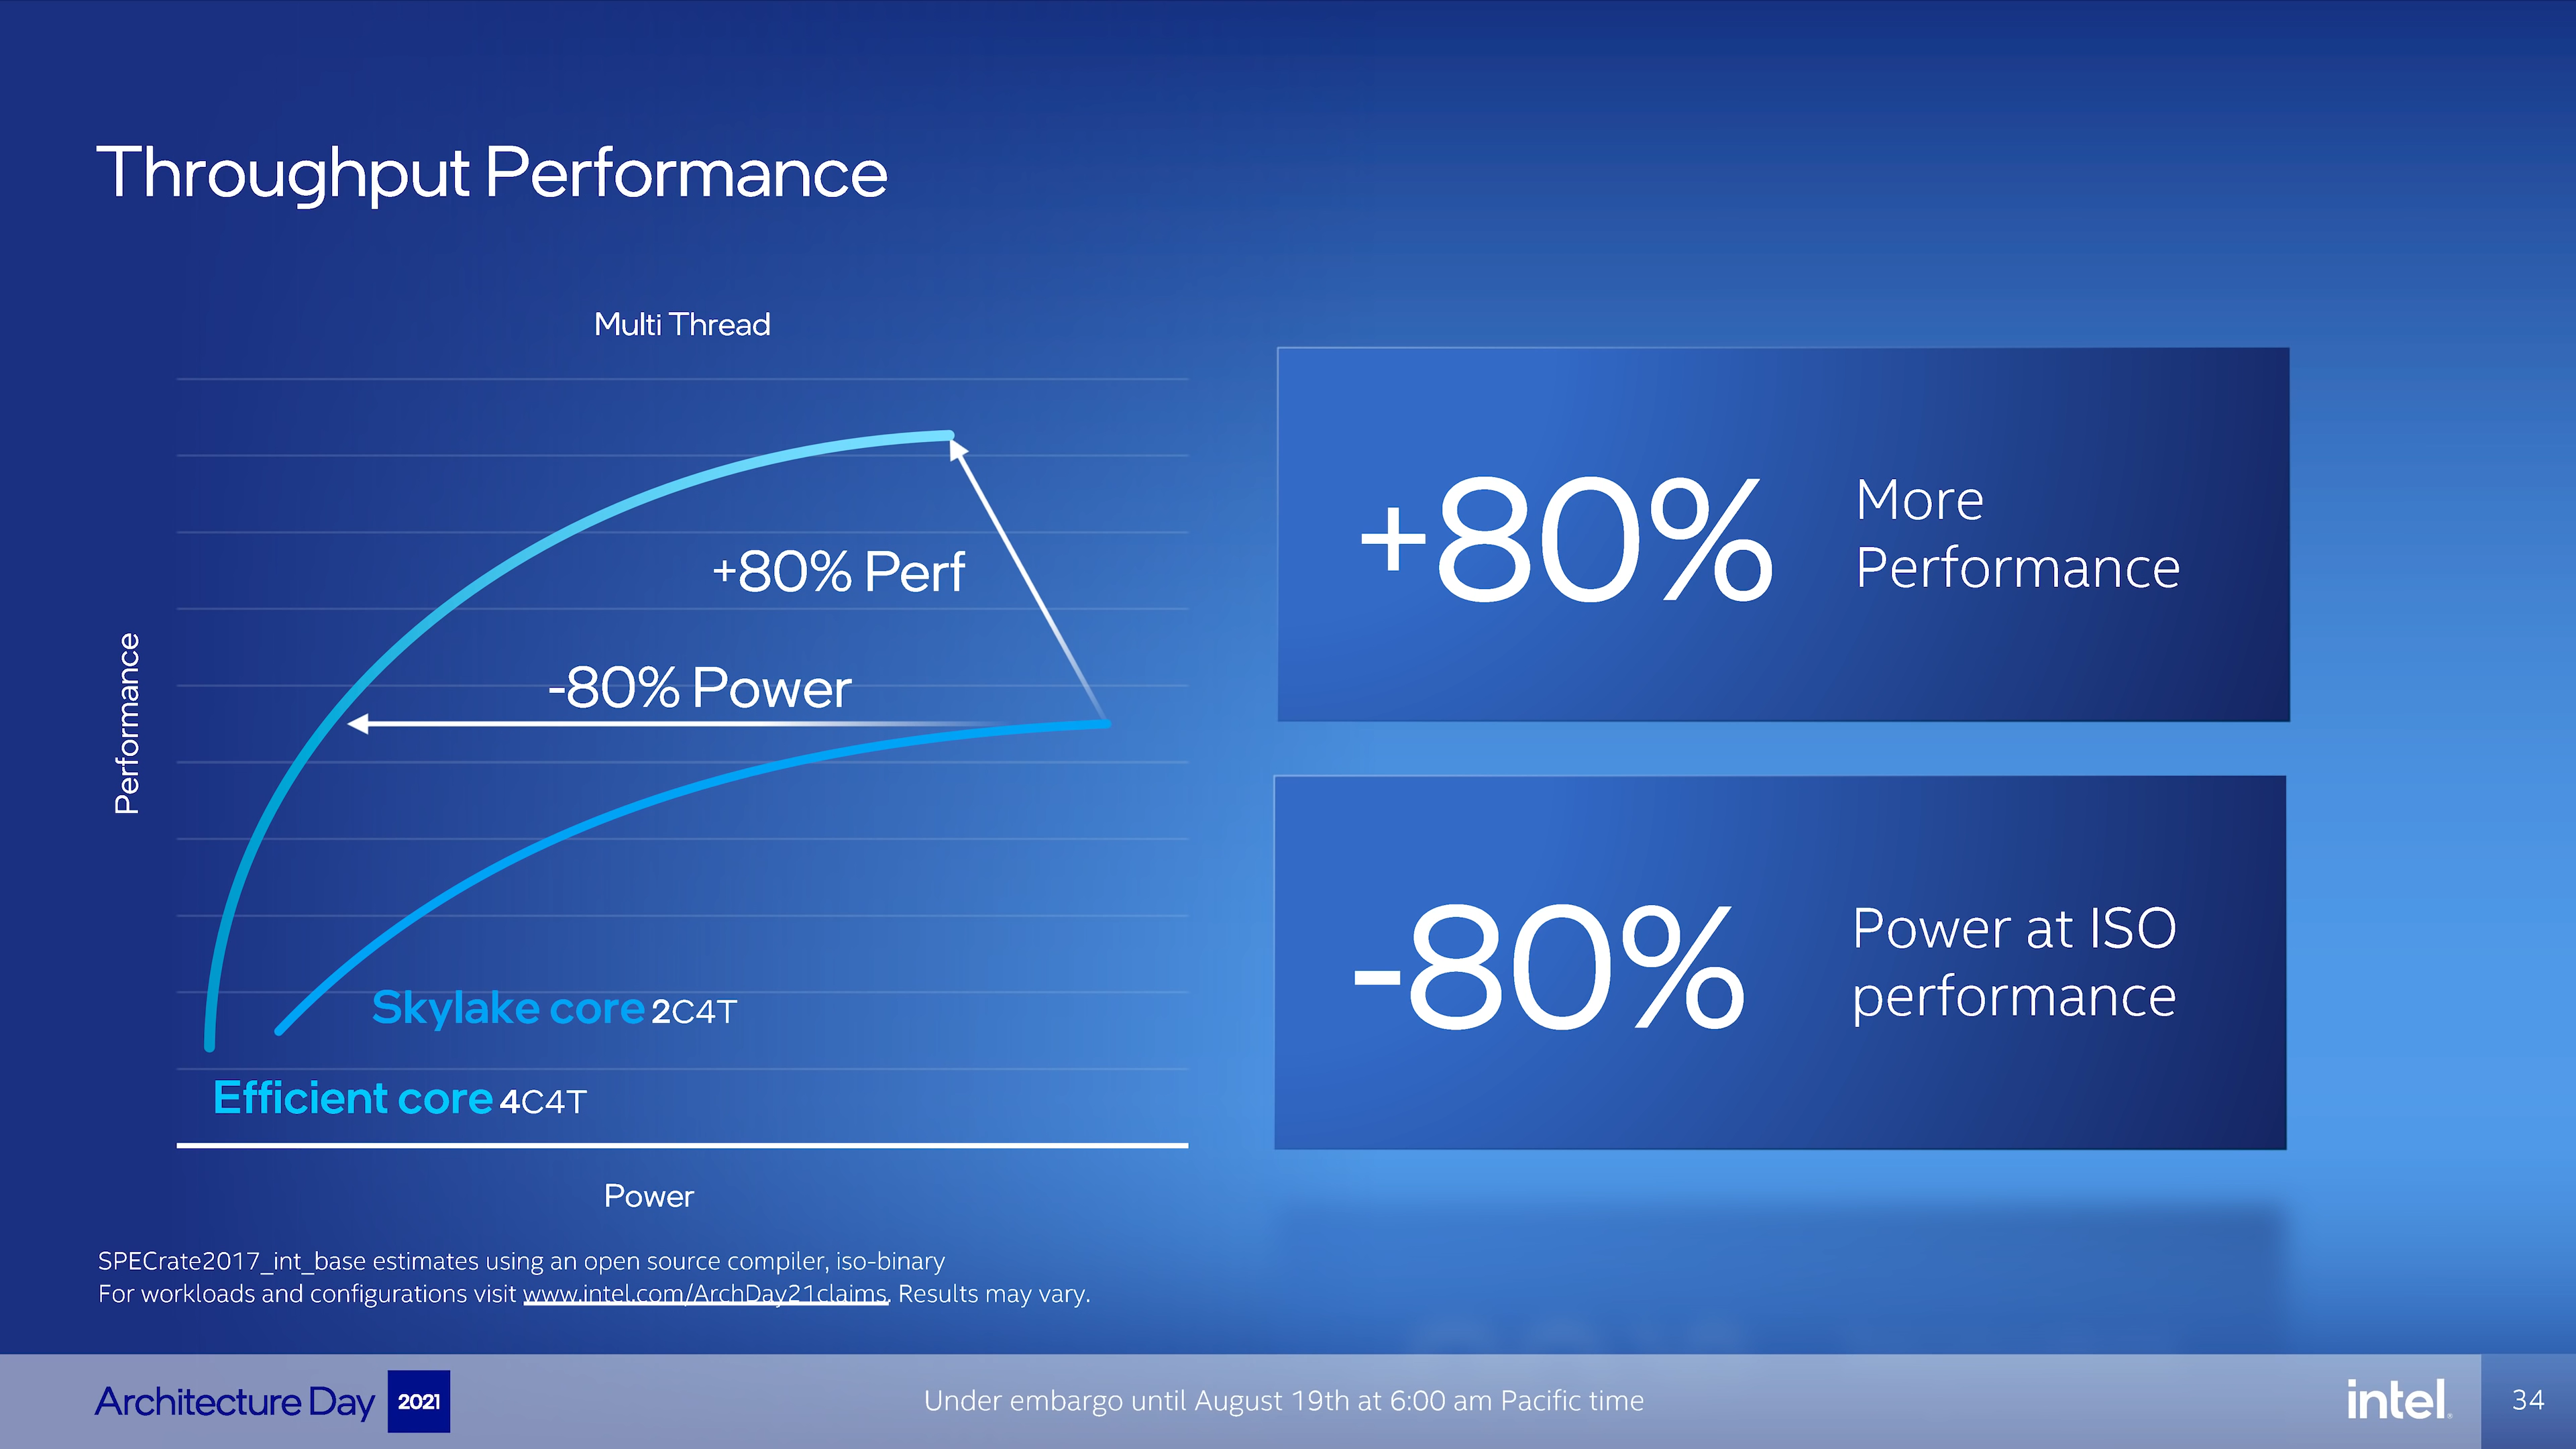 Throughput Performance
Multi Thread
+80% Perf
-80% Power
Performance
Skylake core 2C4T
Efficient core 4C4T
Power
+80%
More
Performance
-80%
Power at ISO
performance
SPECrate2017_int_base estimates using an open source compiler, iso-binary
For workloads and configurations visit www.intel.com/ArchDay21claims. Results may vary.
Architecture Day 2021
Under embargo until August 19th at 6:00 am Pacific time
intel.
34